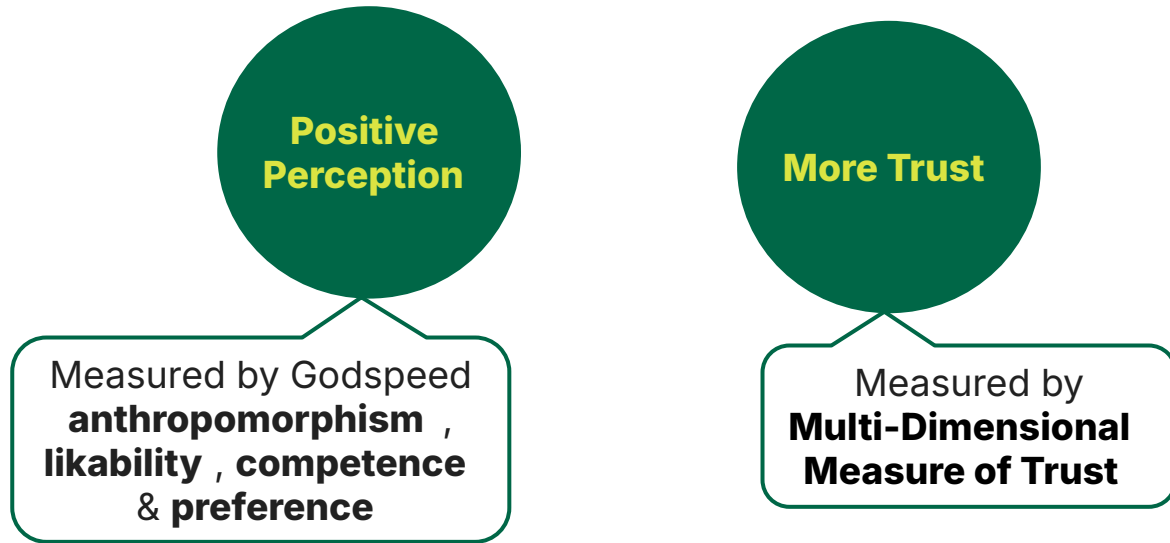 Positive
Perception
More Trust
Measured by Godspeed
anthropomorphism ,
likability , competence
& preference
Measured by
Multi-Dimensional
Measure of Trust